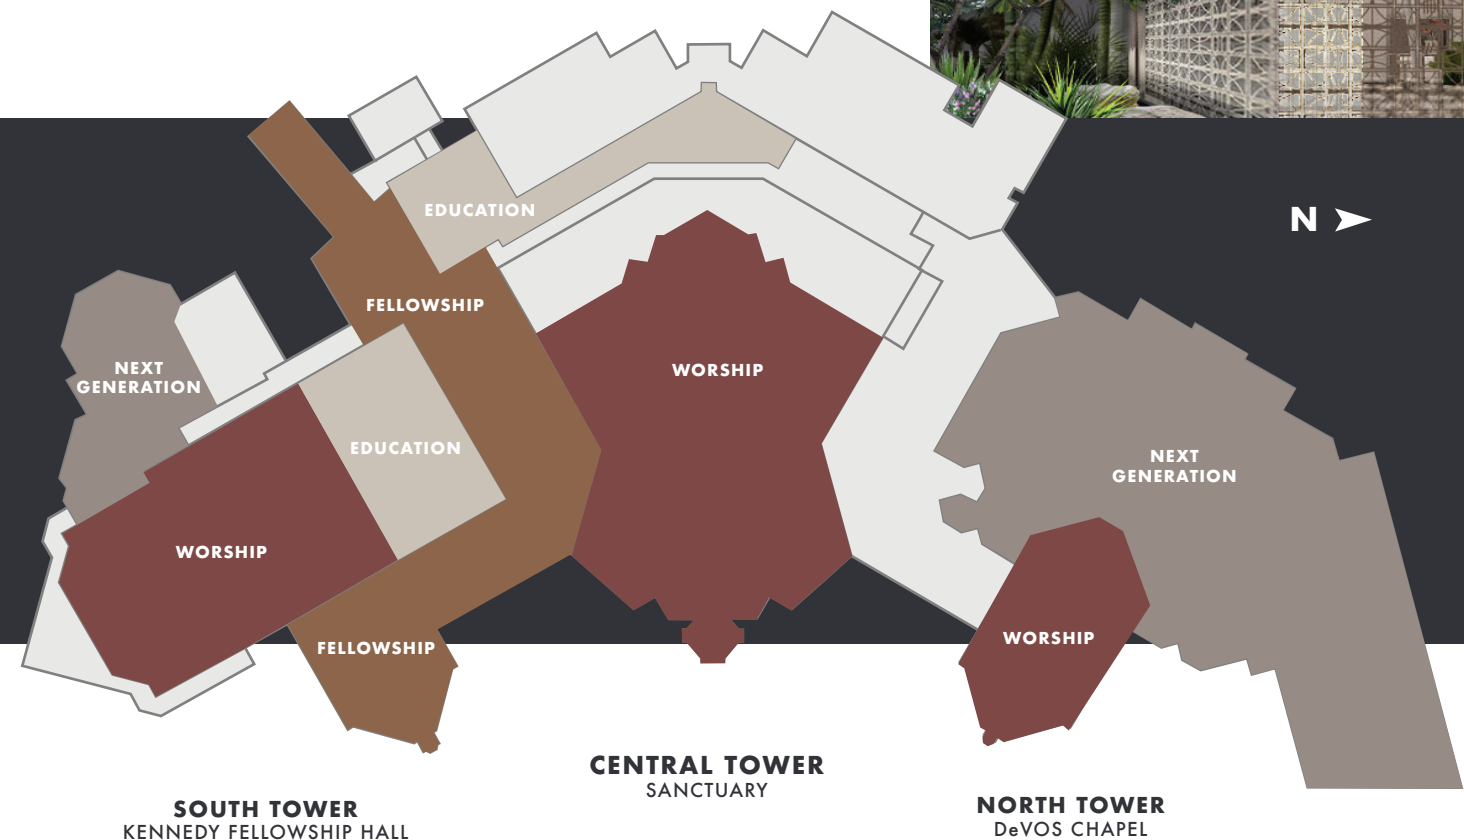 EDUCATION
N
FELLOWSHIP
NEXT
GENERATION
WORSHIP
EDUCATION
NEXT
GENERATION
WORSHIP
WORSHIP
FELLOWSHIP
CENTRAL TOWER
SANCTUARY
SOUTH TOWER
KENNEDY FELLOWSHIP HALL
NORTH TOWER
DeVOS CHAPEL